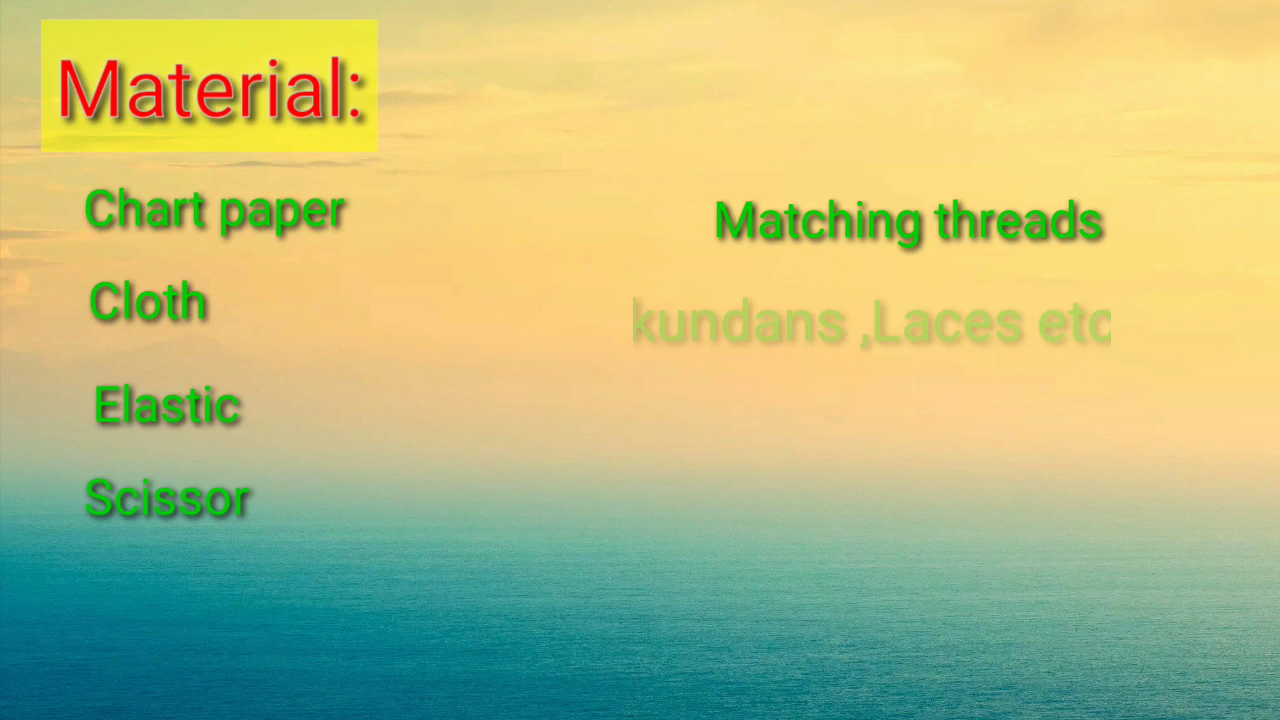 Material:
Chart paper
Cloth
Elastic
Scissor
Matching threads
kundans ,Laces etc